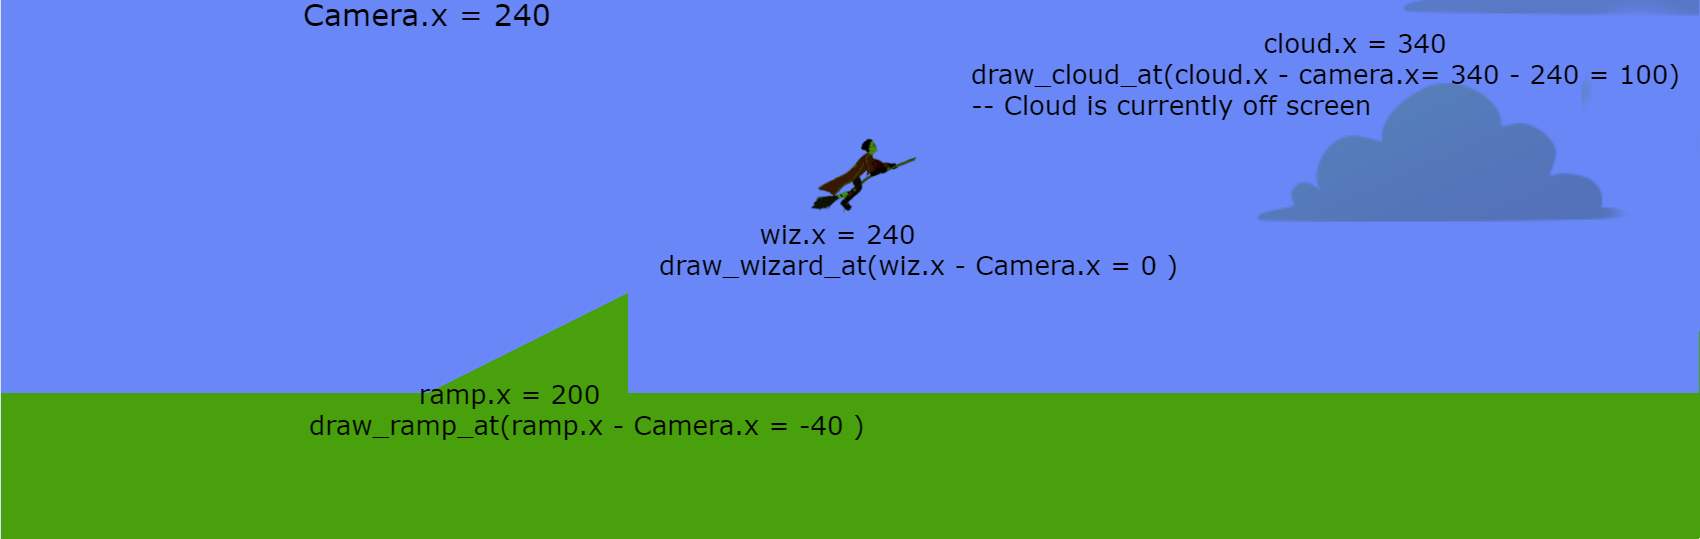 Camera.x = 240
cloud.x = 340
draw_cloud_at(cloud.x - camera.x= 340 - 240 = 100)
-- Cloud is currently off screen
wiz.x = 240
draw_wizard_at(wiz.x - Camera.x = 0 )
ramp.x = 200
draw_ramp_at(ramp.x - Camera.x = -40 )